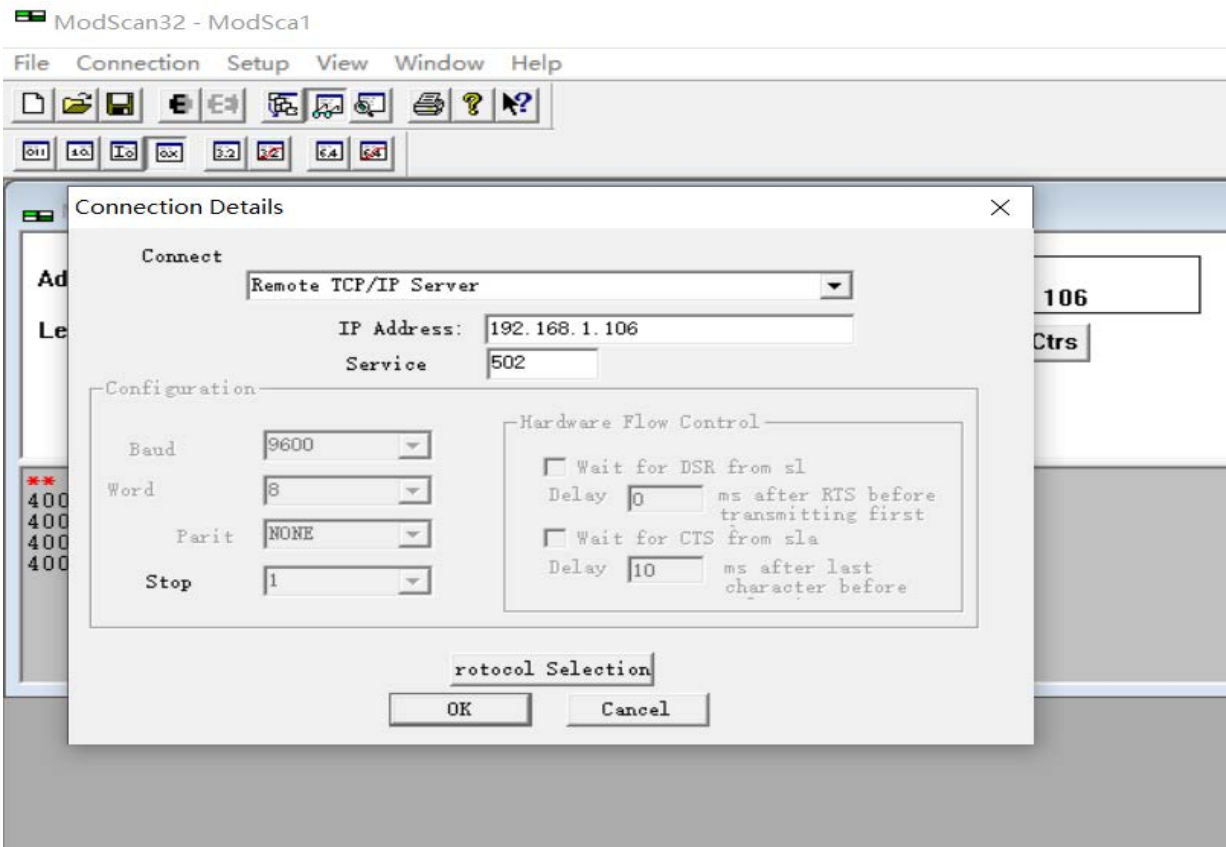 ModScan32 - ModSca1
File Connection Setup View Window Help
Connection Details
Connect
Remote TCP/IP Server
IP Address: 192.168.1.106
Service 502
Configuration
Baud 9600
Word 8
Parit NONE
Stop 1
Hardware Flow Control
Wait for DSR from sl
Delay 0 ms after RTS before
transmitting first
Wait for CTS from sla
Delay 10 ms after last
character before
rotocol Selection
OK Cancel
Ad
Le
106
Ctrs
**
400
400
400
400